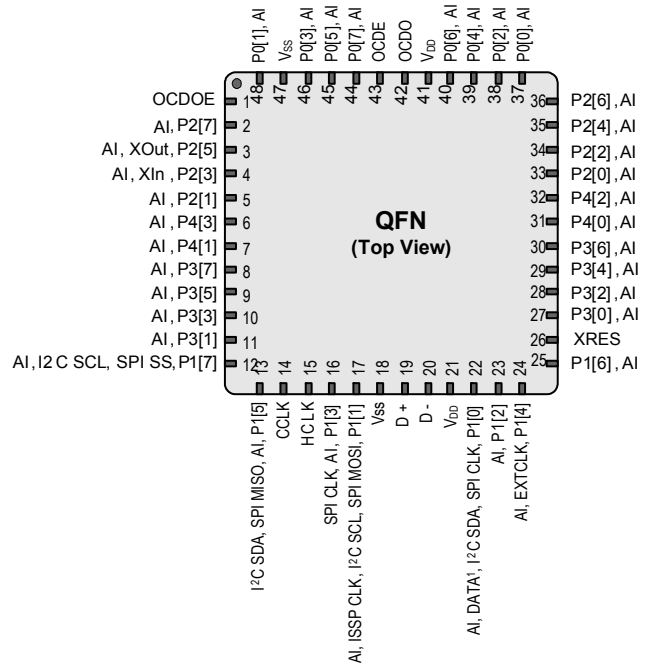 P0[1], AI
Vss
P0[3], AI
P0[5], AI
P0[7], AI
OCDE
OCDO
VDD
P0[6], AI
P0[4], AI
P0[2], AI
P0[0], AI
48
47
46
45
44
43
42
41
40
39
38
37
OCDOE 1
AI, P2[7] 2
AI, XOut, P2[5] 3
AI, XIn, P2[3] 4
AI, P2[1] 5
AI, P4[3] 6
AI, P4[1] 7
AI, P3[7] 8
AI, P3[5] 9
AI, P3[3] 10
AI, P3[1] 11
AI, I2 C SCL, SPI SS, P1[7] 12
QFN
(Top View)
36 P2[6], AI
35 P2[4], AI
34 P2[2], AI
33 P2[0], AI
32 P4[2], AI
31 P4[0], AI
30 P3[6], AI
29 P3[4], AI
28 P3[2], AI
27 P3[0], AI
26 XRES
25 P1[6], AI
13
14
15
16
17
18
19
20
21
22
23
24
I²C SDA, SPI MISO, AI, P1[5]
CCLK
HCLK
SPI CLK, AI, P1[3]
AI, ISSP CLK, I²C SCL, SPI MOSI, P1[1]
Vss
D +
D -
VDD
AI, DATA¹, I²C SDA, SPI CLK, P1[0]
AI, P1[2]
AI, EXTCLK, P1[4]